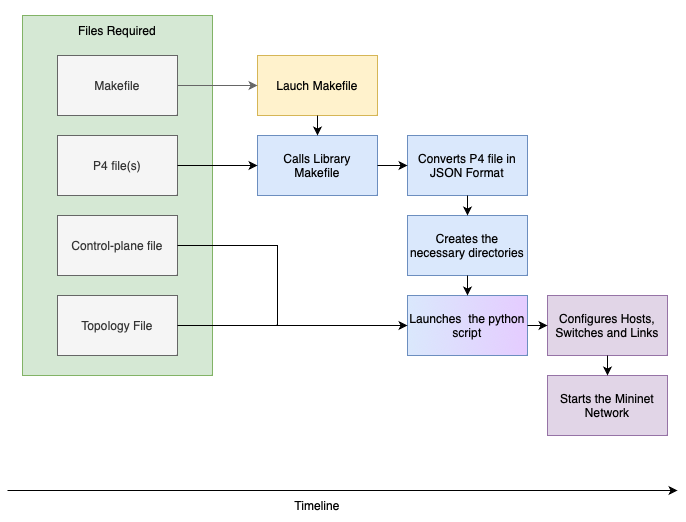 Files Required
Makefile
Lauch Makefile
P4 file(s)
Calls Library
Makefile
Converts P4 file in
JSON Format
Control-plane file
Creates the
necessary directories
Topology File
Launches  the python
script
Configures Hosts,
Switches and Links
Starts the Mininet
Network
Timeline